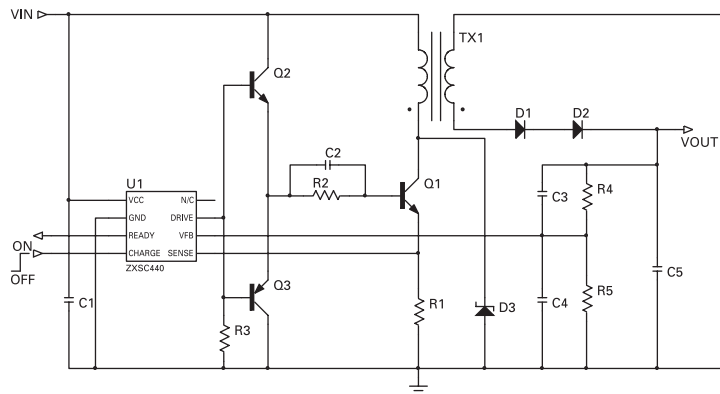 VIN
TX1
Q2
D1
D2
VOUT
C2
U1
R2
Q1
VCC
N/C
C3
R4
GND
DRIVE
READY
VFB
ON
CHARGE
SENSE
OFF
ZXSC440
C5
Q3
C1
R1
D3
C4
R5
R3